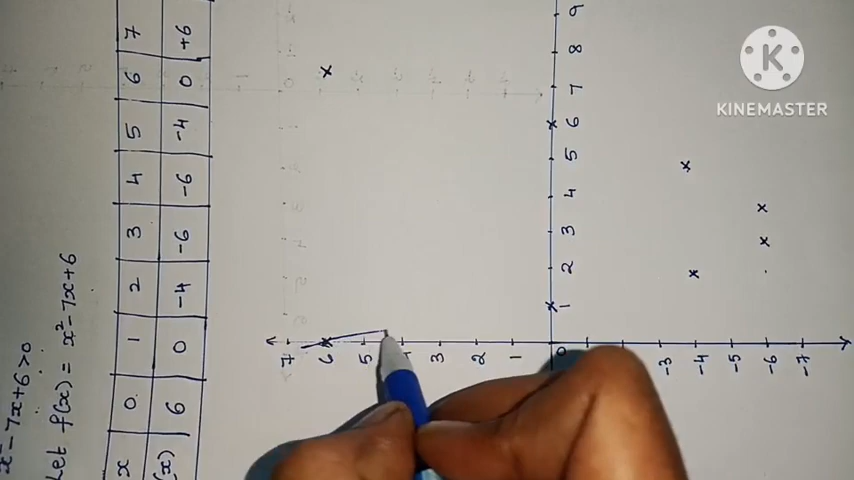 x²-7x+6>0
Let f(x) = x²-7x+6
x 0 1 2 3 4 5 6 7
(x) 6 0 -4 -6 -6 -4 0 +6
7 6 5 4 3 2 1 0 -3 -4 -5 -6 -7
1 2 3 4 5 6 7 8 9
K
KINEMASTER